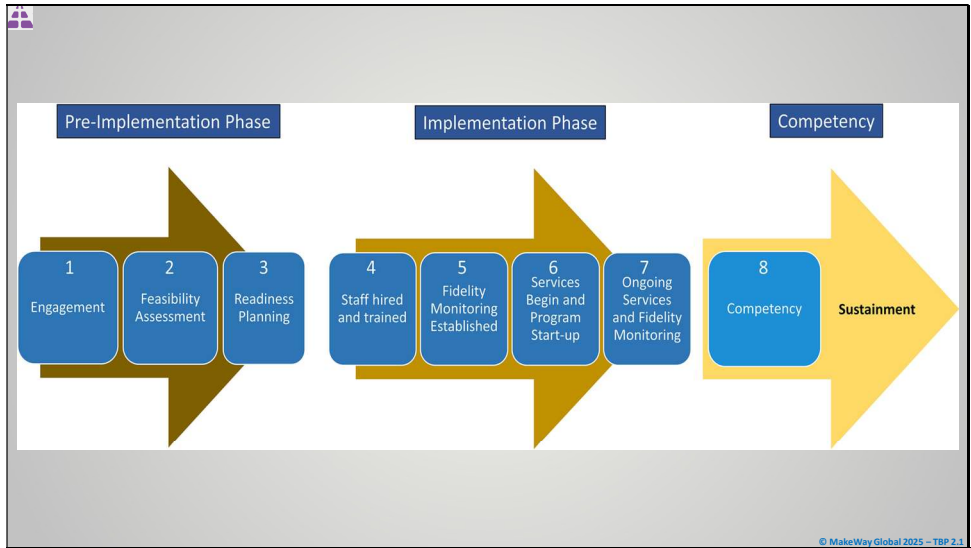 Pre-Implementation Phase
Implementation Phase
Competency
1
Engagement
2
Feasibility
Assessment
3
Readiness
Planning
4
Staff hired
and trained
5
Fidelity
Monitoring
Established
6
Services
Begin and
Program
Start-up
7
Ongoing
Services
and Fidelity
Monitoring
8
Competency
Sustainment
© MakeWay Global 2025 – TBP 2.1